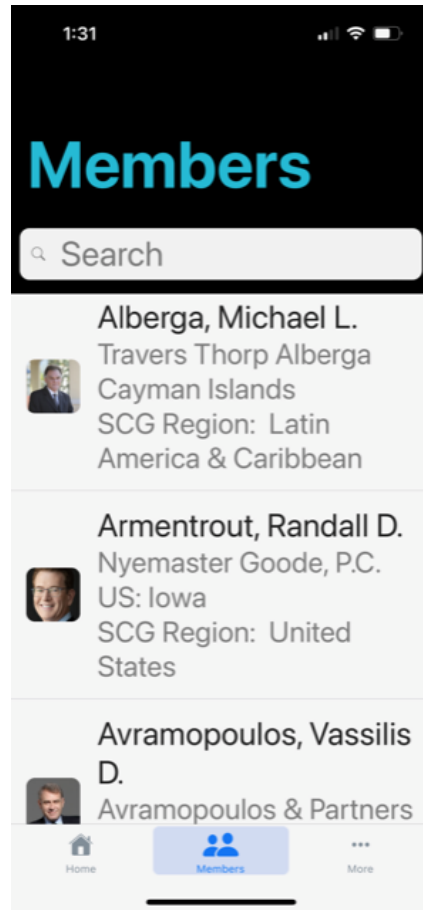 1:31
Members
Search
Alberga, Michael L.
Travers Thorp Alberga
Cayman Islands
SCG Region: Latin
America & Caribbean
Armentrout, Randall D.
Nyemaster Goode, P.C.
US: Iowa
SCG Region: United
States
Avramopoulos, Vassilis
D.
Avramopoulos & Partners
Home
Members
More